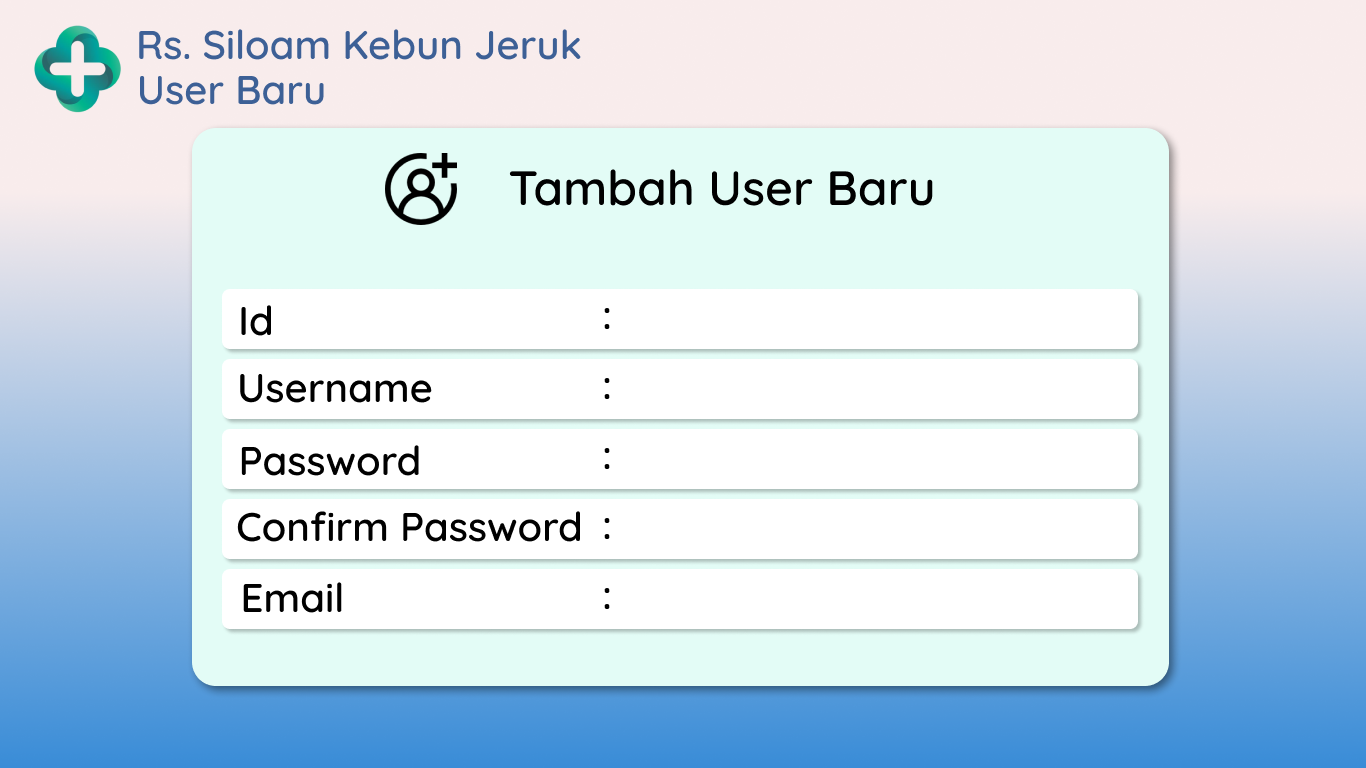 Rs. Siloam Kebun Jeruk
User Baru
Tambah User Baru
Id :
Username :
Password :
Confirm Password :
Email :